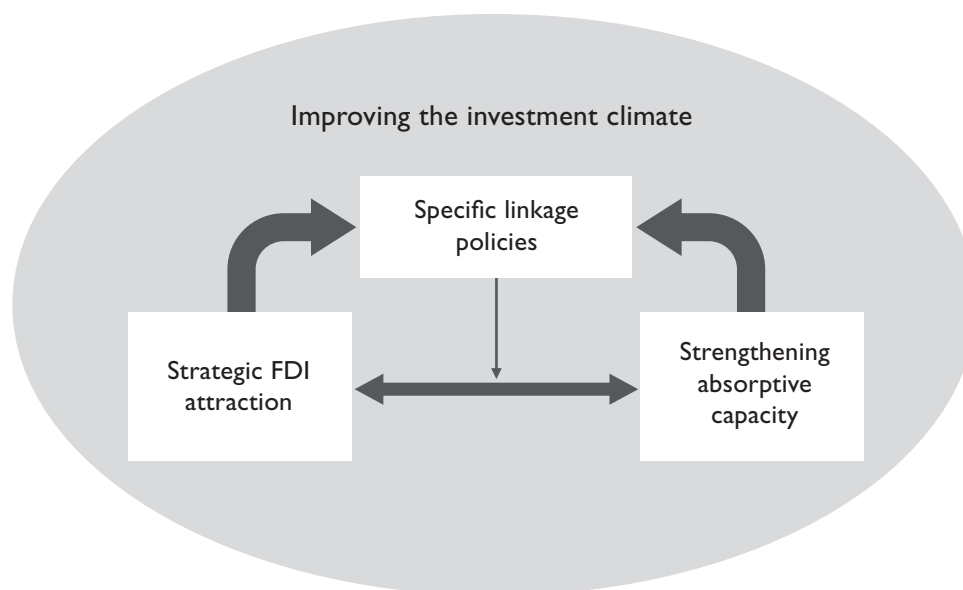 Improving the investment climate
Specific linkage
policies
Strategic FDI
attraction
Strengthening
absorptive
capacity